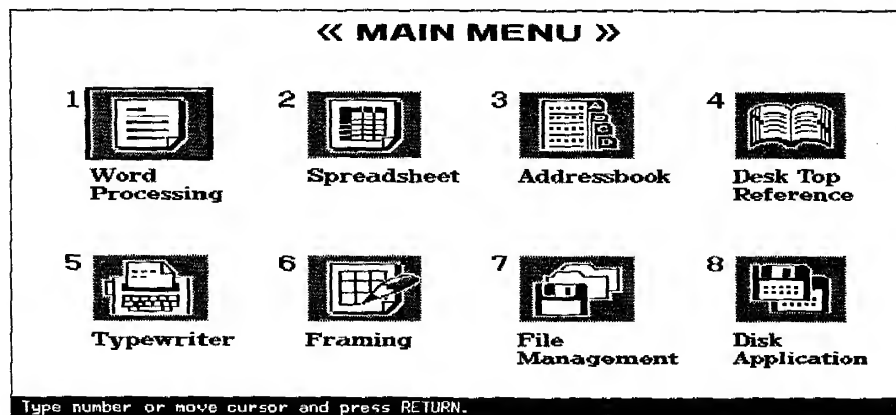 « MAIN MENU »
1 2 3 4
Word Processing
Spreadsheet
Addressbook
Desk Top Reference
5 6 7 8
Typewriter
Framing
File Management
Disk Application
Type number or move cursor and press RETURN.